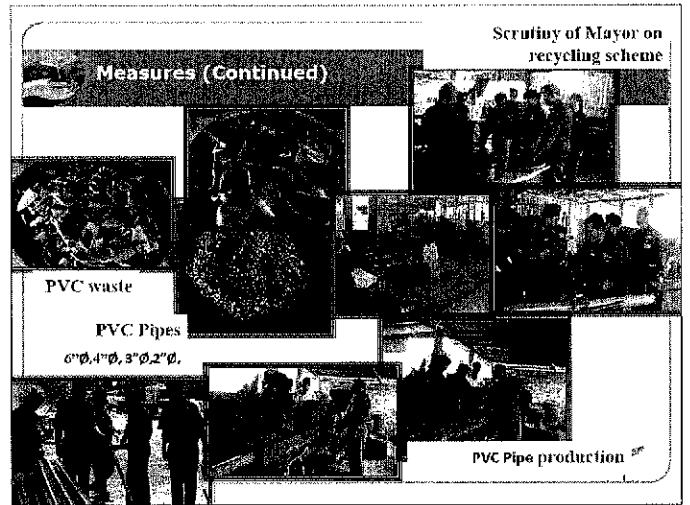 Scrutiny of Mayor on
recycling scheme
Measures (Continued)
PVC waste
PVC Pipes
6"Ø,4"Ø, 3"Ø,2"Ø.
PVC Pipe production